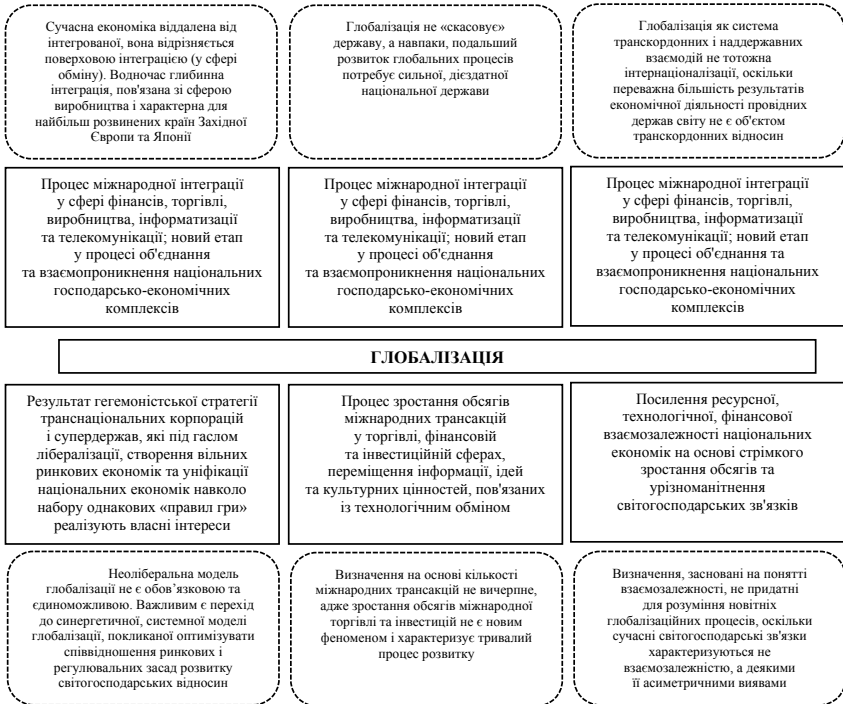 Сучасна економіка віддалена від
інтегрованої, вона відрізняється
поверховою інтеграцією (у сфері
обміну). Водночас глибинна
інтеграція, пов'язана зі сферою
виробництва і характерна для
найбільш розвинених країн Західної
Європи та Японії
Глобалізація не «скасовує»
державу, а навпаки, подальший
розвиток глобальних процесів
потребує сильної, дієздатної
національної держави
Глобалізація як система
транскордонних і наддержавних
взаємодій не тотожна
інтернаціоналізації, оскільки
переважна більшість результатів
економічної діяльності провідних
держав світу не є об'єктом
транскордонних відносин
Процес міжнародної інтеграції
у сфері фінансів, торгівлі,
виробництва, інформатизації
та телекомунікації; новий етап
у процесі об'єднання
та взаємопроникнення національних
господарсько-економічних
комплексів
Процес міжнародної інтеграції
у сфері фінансів, торгівлі,
виробництва, інформатизації
та телекомунікації; новий етап
у процесі об'єднання
та взаємопроникнення національних
господарсько-економічних
комплексів
Процес міжнародної інтеграції
у сфері фінансів, торгівлі,
виробництва, інформатизації
та телекомунікації; новий етап
у процесі об'єднання та
взаємопроникнення національних
господарсько-економічних
комплексів
ГЛОБАЛІЗАЦІЯ
Результат гегемоністської стратегії
транснаціональних корпорацій
і супердержав, які під гаслом
лібералізації, створення вільних
ринкових економік та уніфікації
національних економік навколо
набору однакових «правил гри»
реалізують власні інтереси
Процес зростання обсягів
міжнародних трансакцій
у торгівлі, фінансовій
та інвестиційній сферах,
переміщення інформації, ідей
та культурних цінностей, пов'язаних
із технологічним обміном
Посилення ресурсної,
технологічної, фінансової
взаємозалежності національних
економік на основі стрімкого
зростання обсягів та
урізноманітнення
світогосподарських зв'язків
Неоліберальна модель
глобалізації не є обов’язковою та
єдиноможливою. Важливим є перехід
до синергетичної, системної моделі
глобалізації, покликаної оптимізувати
співвідношення ринкових і
регулювальних засад розвитку
світогосподарських відносин
Визначення на основі кількості
міжнародних трансакцій не вичерпне,
адже зростання обсягів міжнародної
торгівлі та інвестицій не є новим
феноменом і характеризує тривалий
процес розвитку
Визначення, засновані на понятті
взаємозалежності, не придатні
для розуміння новітніх
глобалізаційних процесів, оскільки
сучасні світогосподарські зв'язки
характеризуються не
взаємозалежністю, а деякими
її асиметричними виявами